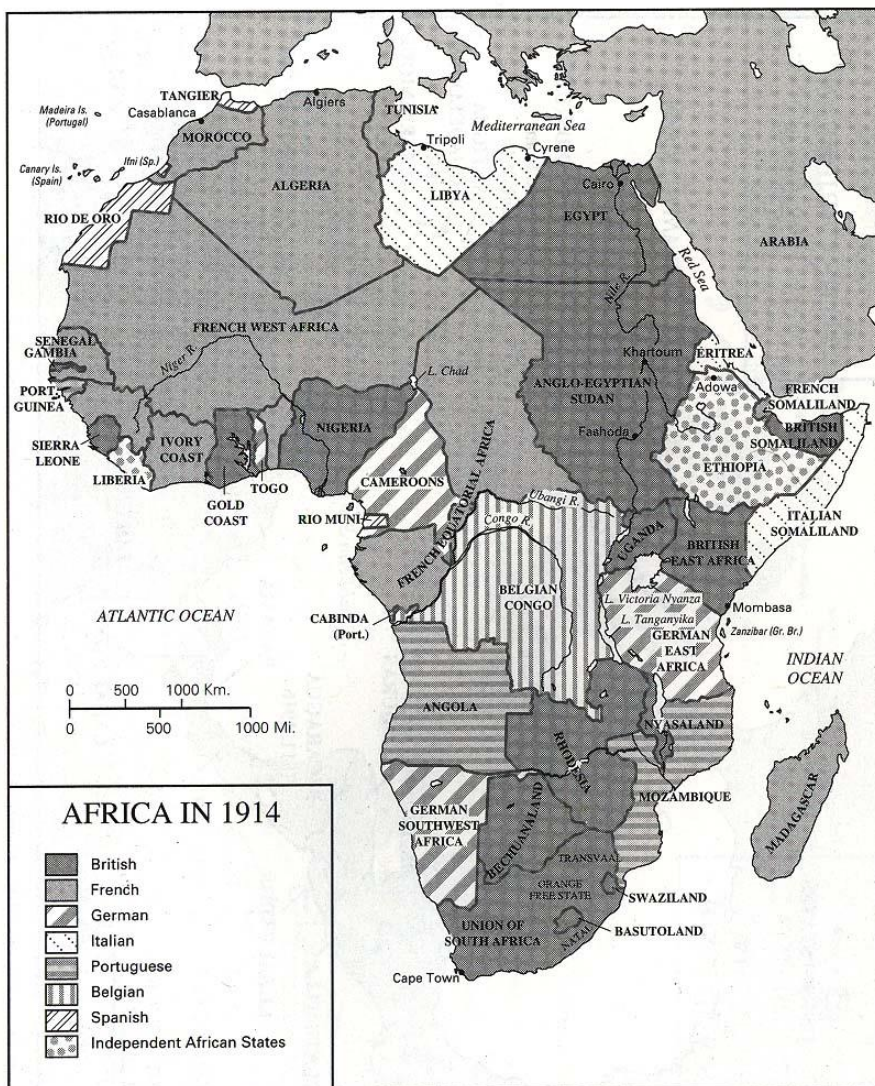 TANGIER
Casablanca
Madeira Is.
(Portugal)
MOROCCO
Algiers
TUNISIA
Mediterranean Sea
Tripoli
Cyrene
Ifni (Sp.)
Canary Is.
(Spain)
ALGERIA
LIBYA
Cairo
EGYPT
RIO DE ORO
ARABIA
Red Sea
Nile R.
FRENCH WEST AFRICA
SENEGAL
GAMBIA
Niger R.
L. Chad
Khartoum
ERITREA
Adowa
ANGLO-EGYPTIAN
SUDAN
FRENCH
SOMALILAND
PORT.
GUINEA
NIGERIA
Fashoda
BRITISH
SOMALILAND
SIERRA
LEONE
IVORY
COAST
ETHIOPIA
LIBERIA
TOGO
CAMEROONS
GOLD
COAST
RIO MUNI
FRENCH EQUATORIAL AFRICA
Ubangi R.
Congo R.
UGANDA
BRITISH
EAST AFRICA
ITALIAN
SOMALILAND
BELGIAN
CONGO
ATLANTIC OCEAN
CABINDA
(Port.)
L. Victoria Nyanza
L. Tanganyika
Mombasa
Zanzibar (Gr. Br.)
GERMAN
EAST
AFRICA
INDIAN
OCEAN
0 500 1000 Km.
0 500 1000 Mi.
ANGOLA
NYASALAND
RHODESIA
MOZAMBIQUE
MADAGASCAR
GERMAN
SOUTHWEST
AFRICA
BECHUANALAND
TRANSVAAL
ORANGE
FREE STATE
SWAZILAND
BASUTOLAND
UNION OF
SOUTH AFRICA
NATAL
Cape Town
AFRICA IN 1914
British
French
German
Italian
Portuguese
Belgian
Spanish
Independent African States